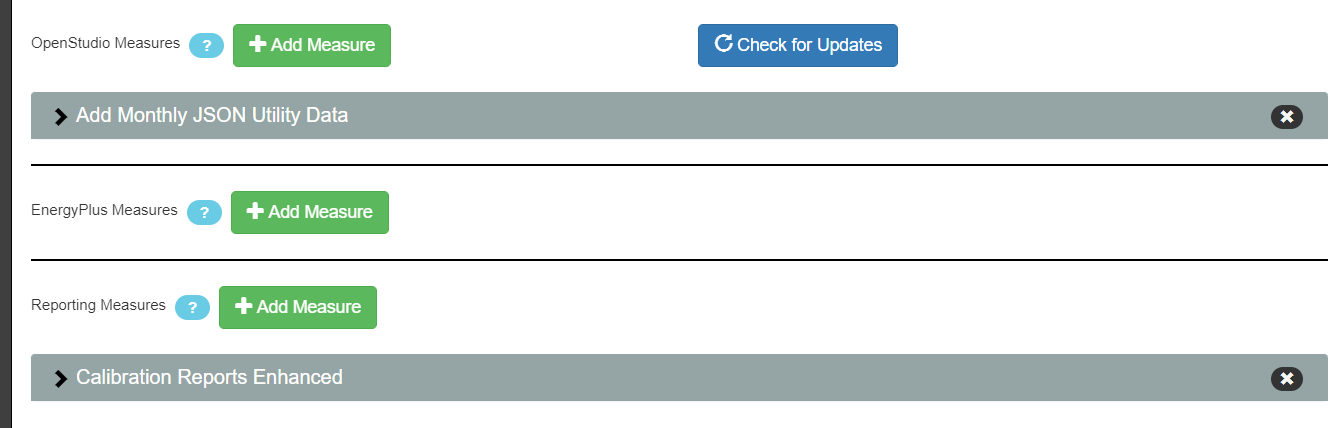 OpenStudio Measures ? Add Measure Check for Updates
Add Monthly JSON Utility Data
EnergyPlus Measures ? Add Measure
Reporting Measures ? Add Measure
Calibration Reports Enhanced